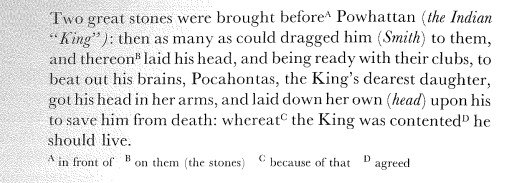 Two great stones were brought beforeᴬ Powhattan (the Indian
"King"): then as many as could dragged him (Smith) to them,
and thereonᴮ laid his head, and being ready with their clubs, to
beat out his brains, Pocahontas, the King's dearest daughter,
got his head in her arms, and laid down her own (head) upon his
to save him from death: whereatᶜ the King was contentedᴰ he
should live.
ᴬ in front of ᴮ on them (the stones) ᶜ because of that ᴰ agreed